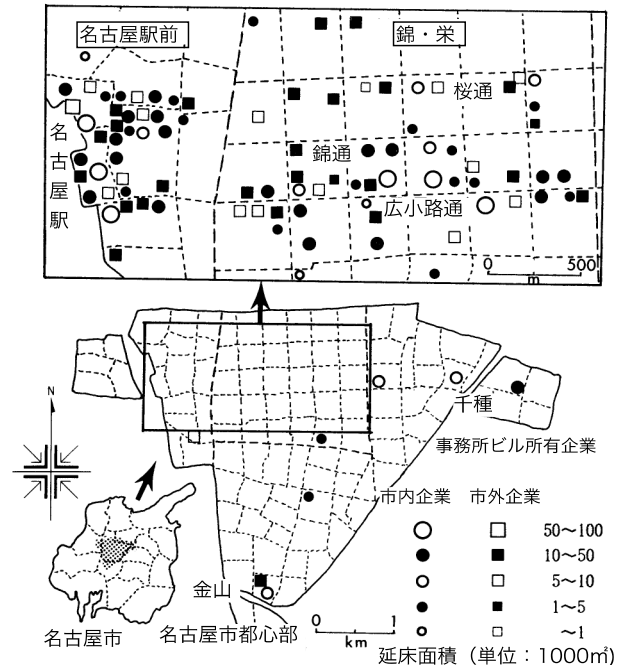 名古屋駅前
錦・栄
桜通
錦通
広小路通
名古屋駅
0 500
m
N
千種
事務所ビル所有企業
市内企業 市外企業
50～100
10～50
5～10
1～5
～1
延床面積（単位：1000㎡）
金山
名古屋市
名古屋市都心部
0 1
km